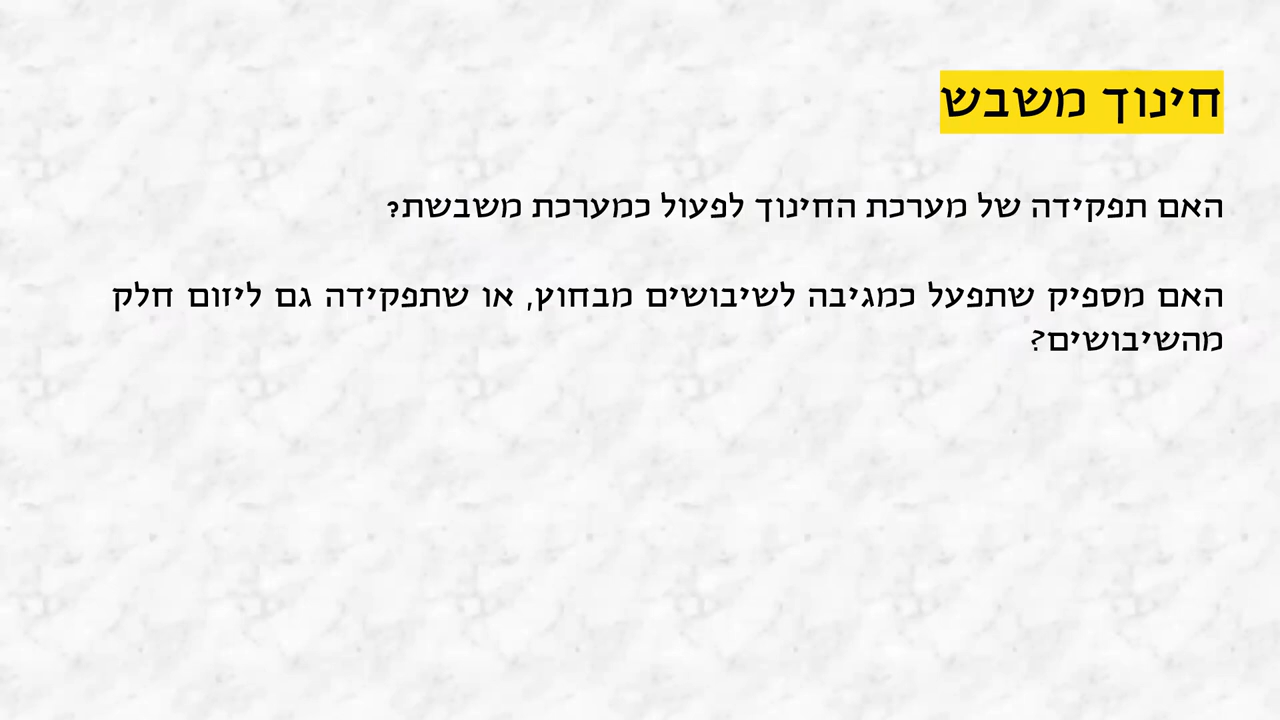 חינוך משבש
האם תפקידה של מערכת החינוך לפעול כמערכת משבשת?
האם מספיק שתפעל כמגיבה לשיבושים מבחוץ, או שתפקידה גם ליזום חלק
מהשיבושים?